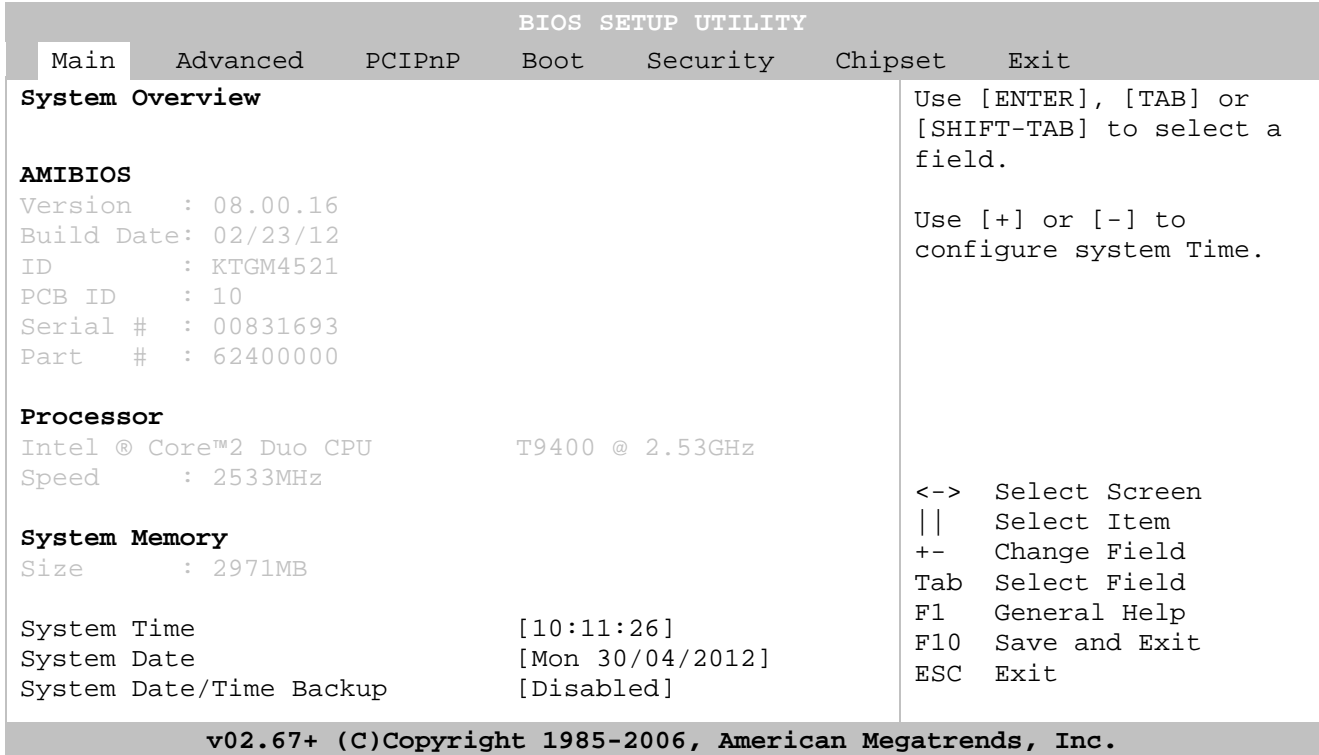 BIOS SETUP UTILITY
Main Advanced PCIPnP Boot Security Chipset Exit
System Overview
AMIBIOS
Version : 08.00.16
Build Date: 02/23/12
ID : KTGM4521
PCB ID : 10
Serial # : 00831693
Part # : 62400000
Processor
Intel ® Core™2 Duo CPU T9400 @ 2.53GHz
Speed : 2533MHz
System Memory
Size : 2971MB
System Time [10:11:26]
System Date [Mon 30/04/2012]
System Date/Time Backup [Disabled]
Use [ENTER], [TAB] or
[SHIFT-TAB] to select a
field.
Use [+] or [-] to
configure system Time.
<-> Select Screen
|| Select Item
+- Change Field
Tab Select Field
F1 General Help
F10 Save and Exit
ESC Exit
v02.67+ (C)Copyright 1985-2006, American Megatrends, Inc.